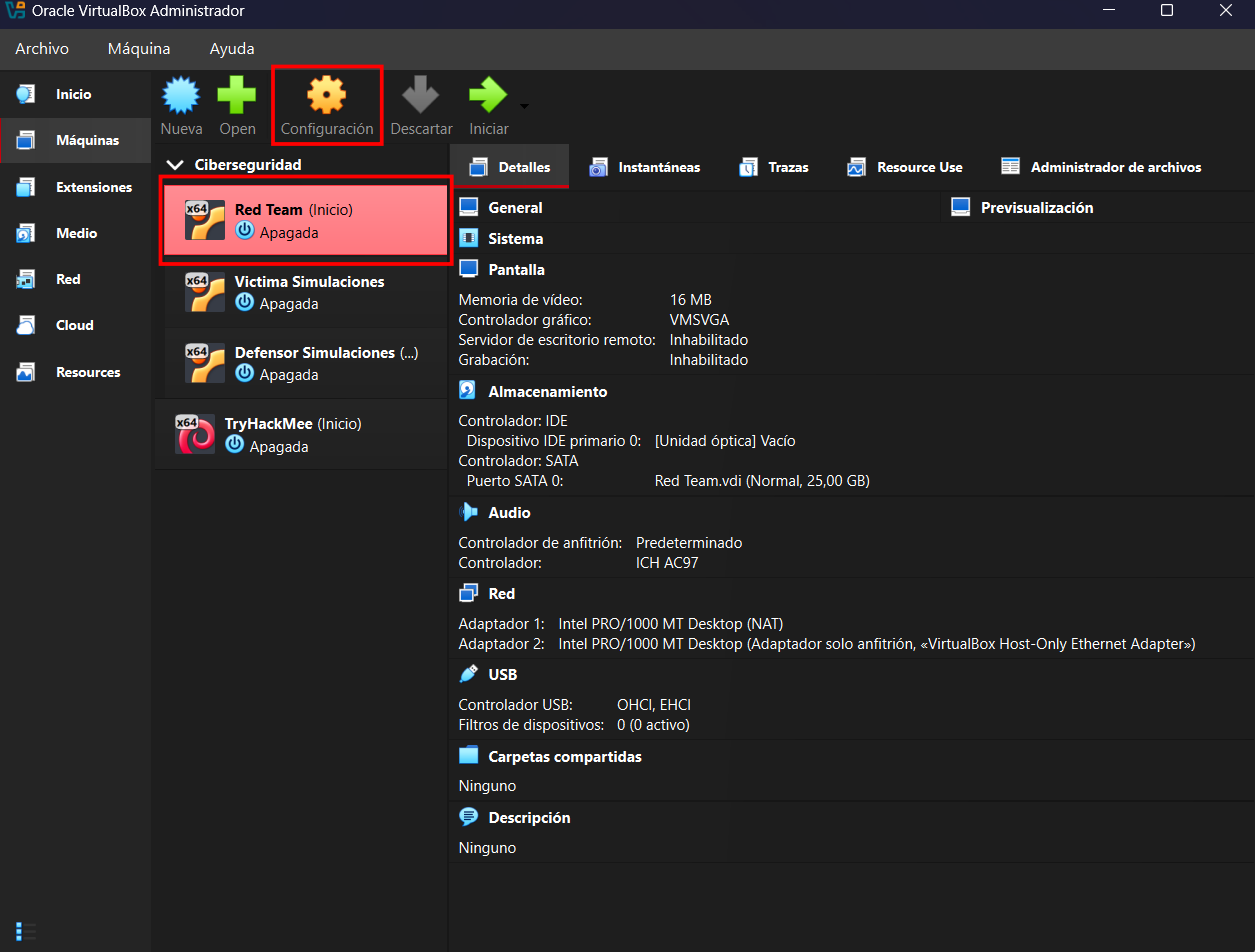 Oracle VirtualBox Administrador
Archivo Máquina Ayuda
Inicio
Máquinas
Extensiones
Medio
Red
Cloud
Resources
Nueva Open Configuración Descartar Iniciar
Ciberseguridad
x64
Red Team (Inicio)
Apagada
x64
Victima Simulaciones
Apagada
x64
Defensor Simulaciones (...)
Apagada
x64
TryHackMee (Inicio)
Apagada
Detalles Instantáneas Trazas Resource Use Administrador de archivos
General
Previsualización
Sistema
Pantalla
Memoria de vídeo: 16 MB
Controlador gráfico: VMSVGA
Servidor de escritorio remoto: Inhabilitado
Grabación: Inhabilitado
Almacenamiento
Controlador: IDE
Dispositivo IDE primario 0: [Unidad óptica] Vacío
Controlador: SATA
Puerto SATA 0: Red Team.vdi (Normal, 25,00 GB)
Audio
Controlador de anfitrión: Predeterminado
Controlador: ICH AC97
Red
Adaptador 1: Intel PRO/1000 MT Desktop (NAT)
Adaptador 2: Intel PRO/1000 MT Desktop (Adaptador solo anfitrión, «VirtualBox Host-Only Ethernet Adapter»)
USB
Controlador USB: OHCI, EHCI
Filtros de dispositivos: 0 (0 activo)
Carpetas compartidas
Ninguno
Descripción
Ninguno